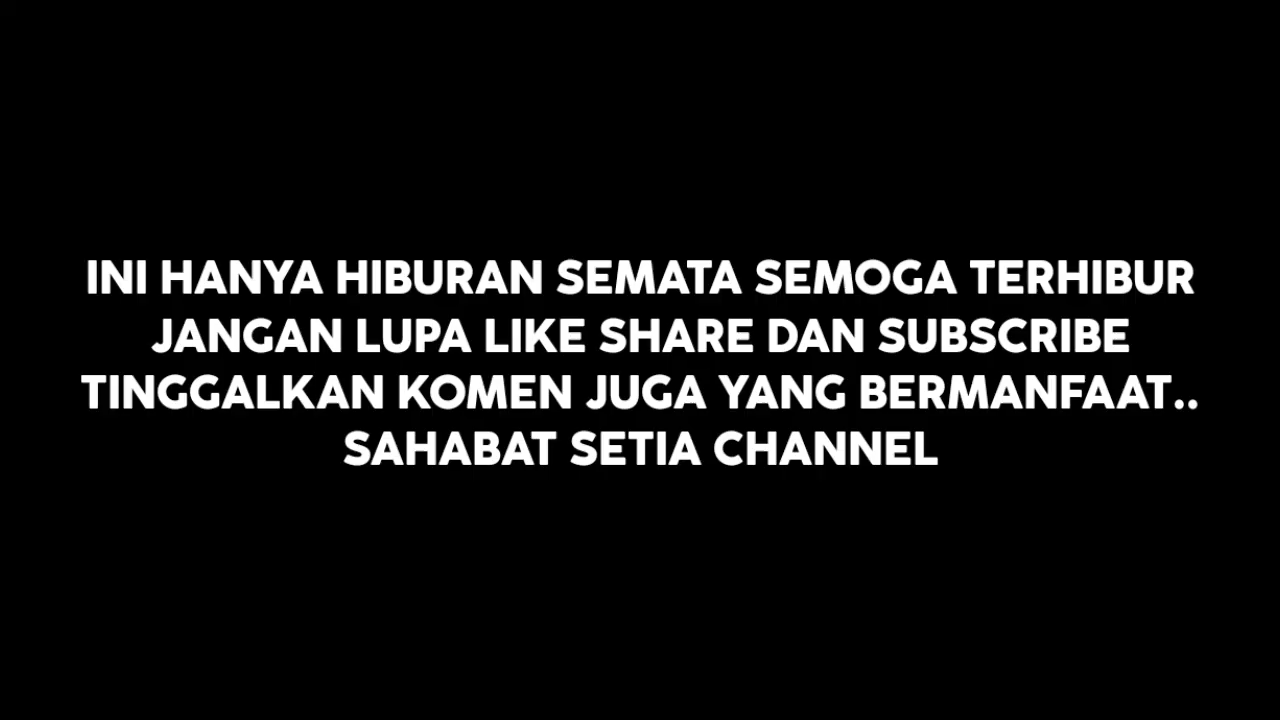 INI HANYA HIBURAN SEMATA SEMOGA TERHIBUR
JANGAN LUPA LIKE SHARE DAN SUBSCRIBE
TINGGALKAN KOMEN JUGA YANG BERMANFAAT..
SAHABAT SETIA CHANNEL